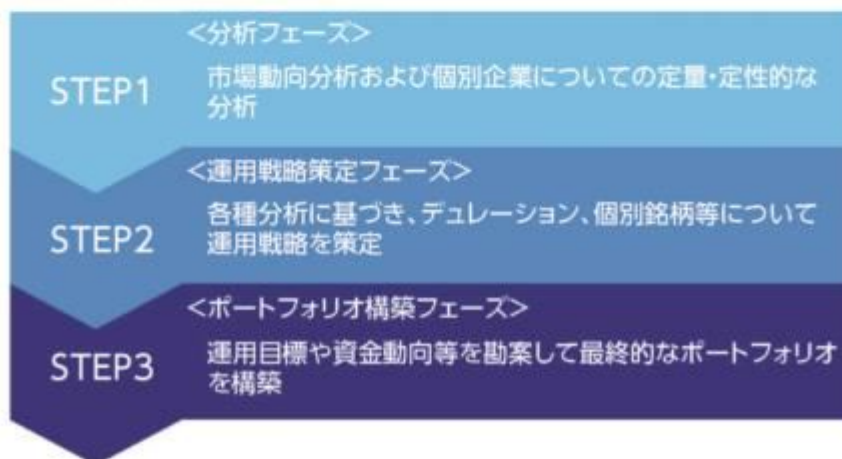 <分析フェーズ>
STEP1
市場動向分析および個別企業についての定量・定性的な
分析
<運用戦略策定フェーズ>
STEP2
各種分析に基づき、デュレーション、個別銘柄等について
運用戦略を策定
<ポートフォリオ構築フェーズ>
STEP3
運用目標や資金動向等を勘案して最終的なポートフォリオ
を構築